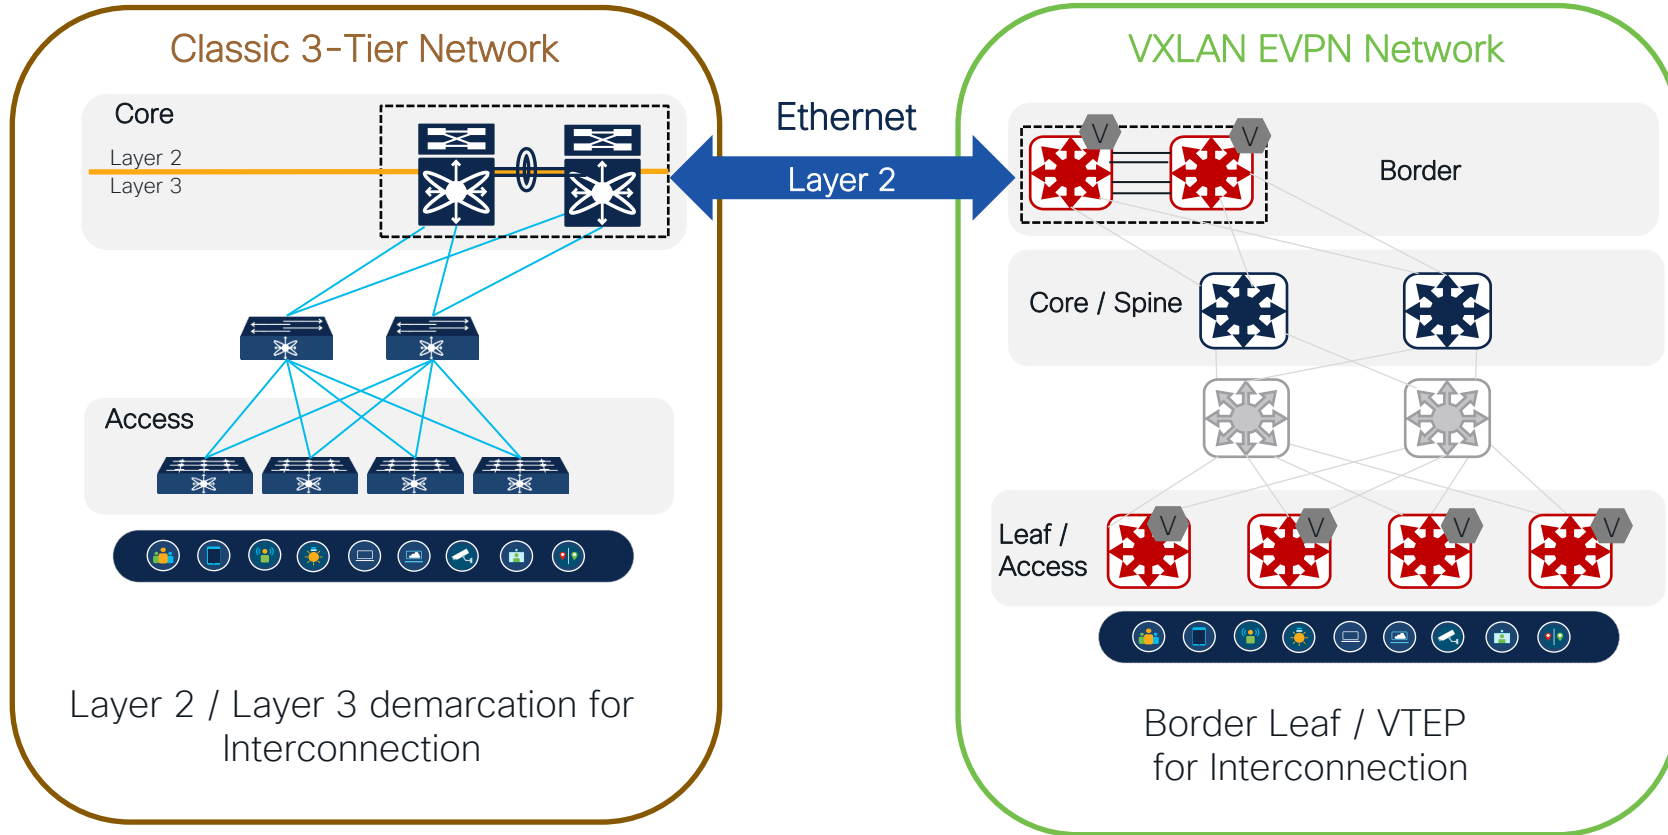 Classic 3-Tier Network
Core
Layer 2
Layer 3
Access
Layer 2 / Layer 3 demarcation for
Interconnection
Ethernet
Layer 2
VXLAN EVPN Network
V
V
Border
Core / Spine
Leaf /
Access
V
V
V
V
Border Leaf / VTEP
for Interconnection